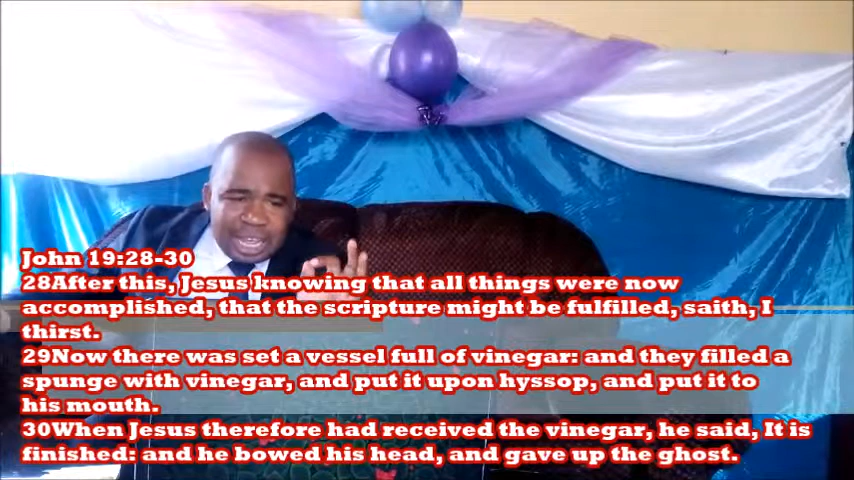 John 19:28-30
28After this, Jesus knowing that all things were now
accomplished, that the scripture might be fulfilled, saith, I
thirst.
29Now there was set a vessel full of vinegar: and they filled a
spunge with vinegar, and put it upon hyssop, and put it to
his mouth.
30When Jesus therefore had received the vinegar, he said, It is
finished: and he bowed his head, and gave up the ghost.